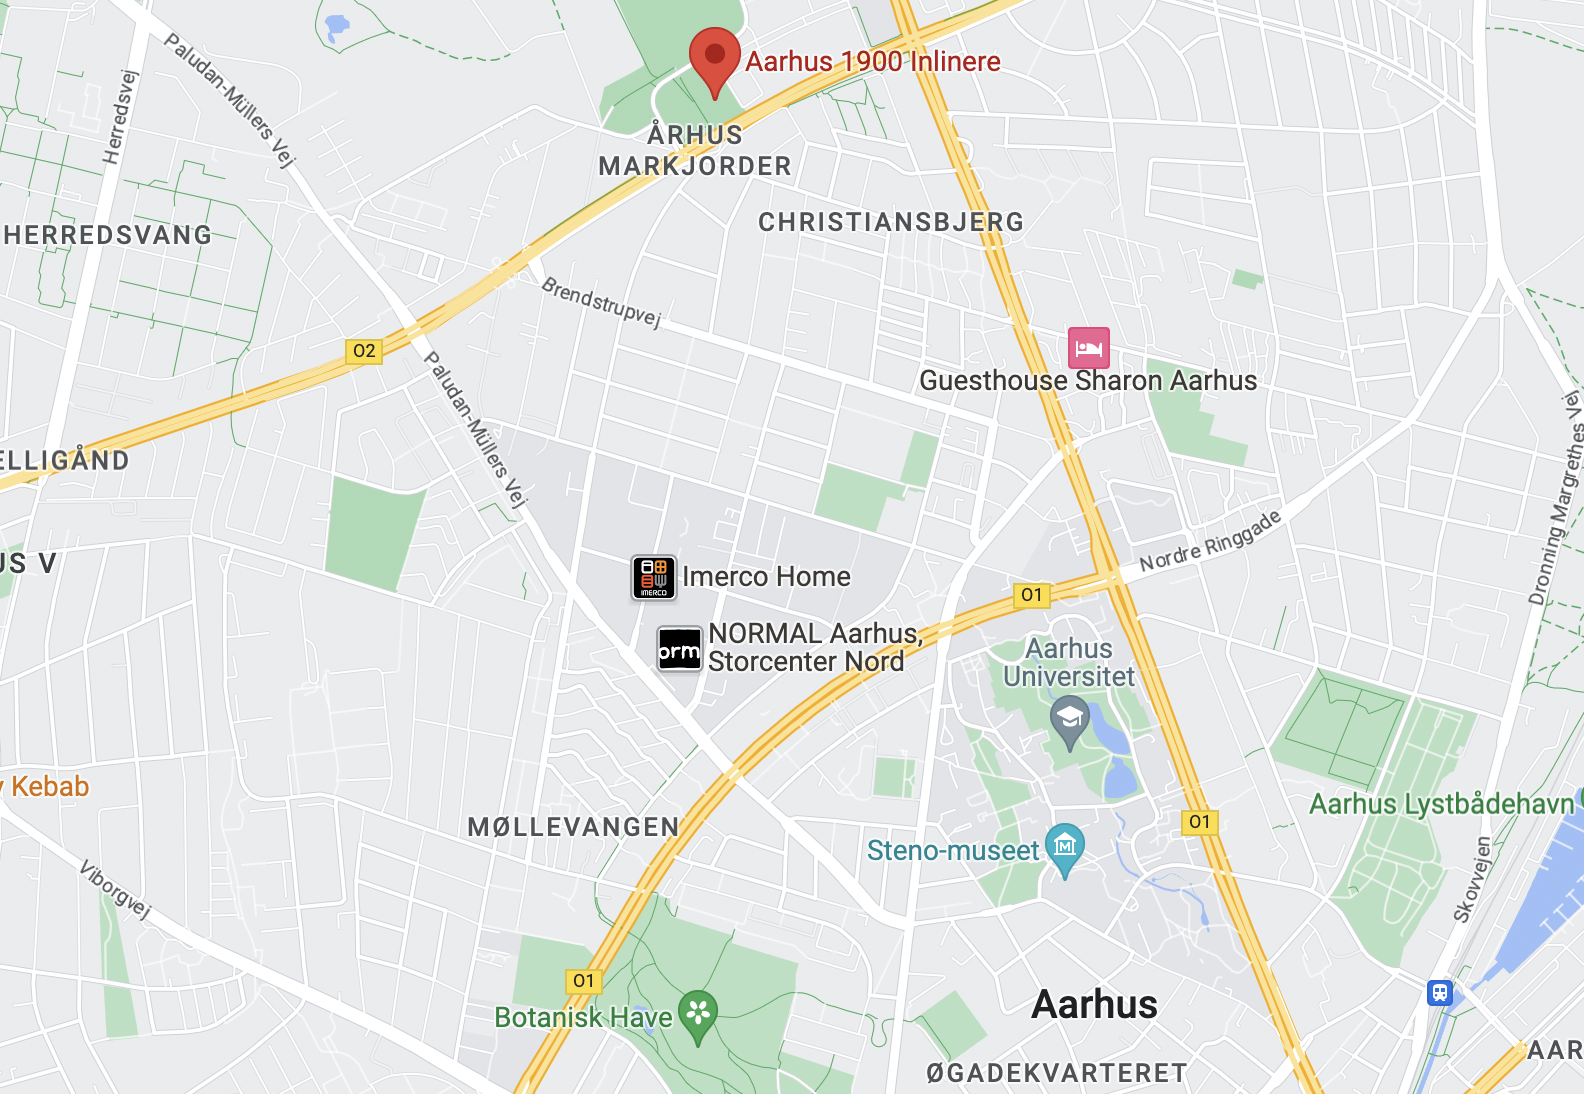 Paludan-Müllers Vej
Aarhus 1900 Inlinere
Herredsvej
ÅRHUS
MARKJORDER
HERREDSVANG
CHRISTIANSBJERG
Brendstrupvej
O2
Guesthouse Sharon Aarhus
Paludan-Müllers Vej
Dronning Margrethes Vej
ELLIGÅND
Nordre Ringgade
US V
IMERCO
Imerco Home
O1
orm
NORMAL Aarhus,
Storcenter Nord
Aarhus
Universitet
Kebab
Aarhus Lystbådehavn
MØLLEVANGEN
O1
Steno-museet
M
Viborgvej
Skovvejen
O1
Botanisk Have
Aarhus
AAR
ØGADEKVARTERET